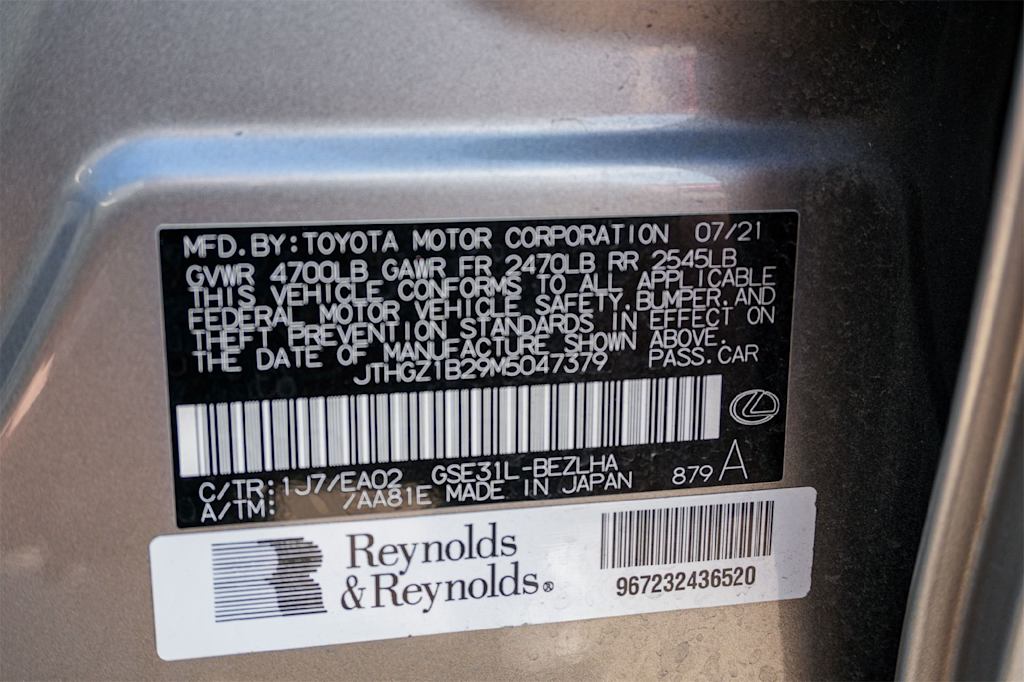 MFD.BY:TOYOTA MOTOR CORPORATION 07/21
GVWR 4700LB GAWR FR 2470LB RR 2545LB
THIS VEHICLE CONFORMS TO ALL APPLICABLE
FEDERAL MOTOR VEHICLE SAFETY,BUMPER,AND
THEFT PREVENTION STANDARDS IN EFFECT ON
THE DATE OF MANUFACTURE SHOWN ABOVE.
JTHGZ1B29M5047379 PASS.CAR
C/TR:1J7/EA02 GSE31L-BEZLHA 879 A
A/TM: /AA81E MADE IN JAPAN
Reynolds
&Reynolds®
967232436520